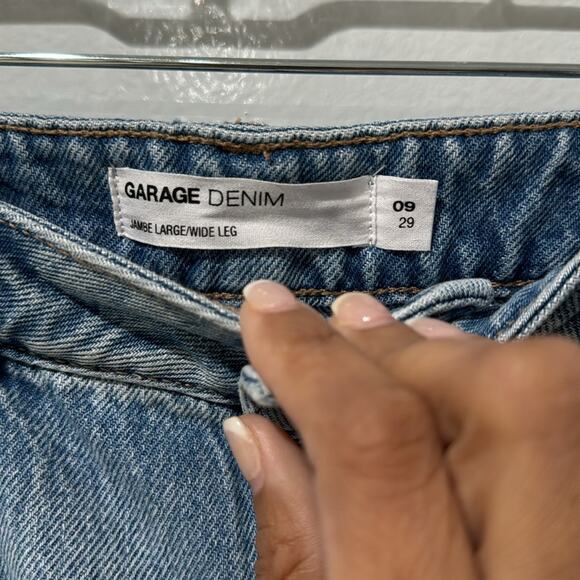 GARAGE DENIM
JAMBE LARGE/WIDE LEG
09
29